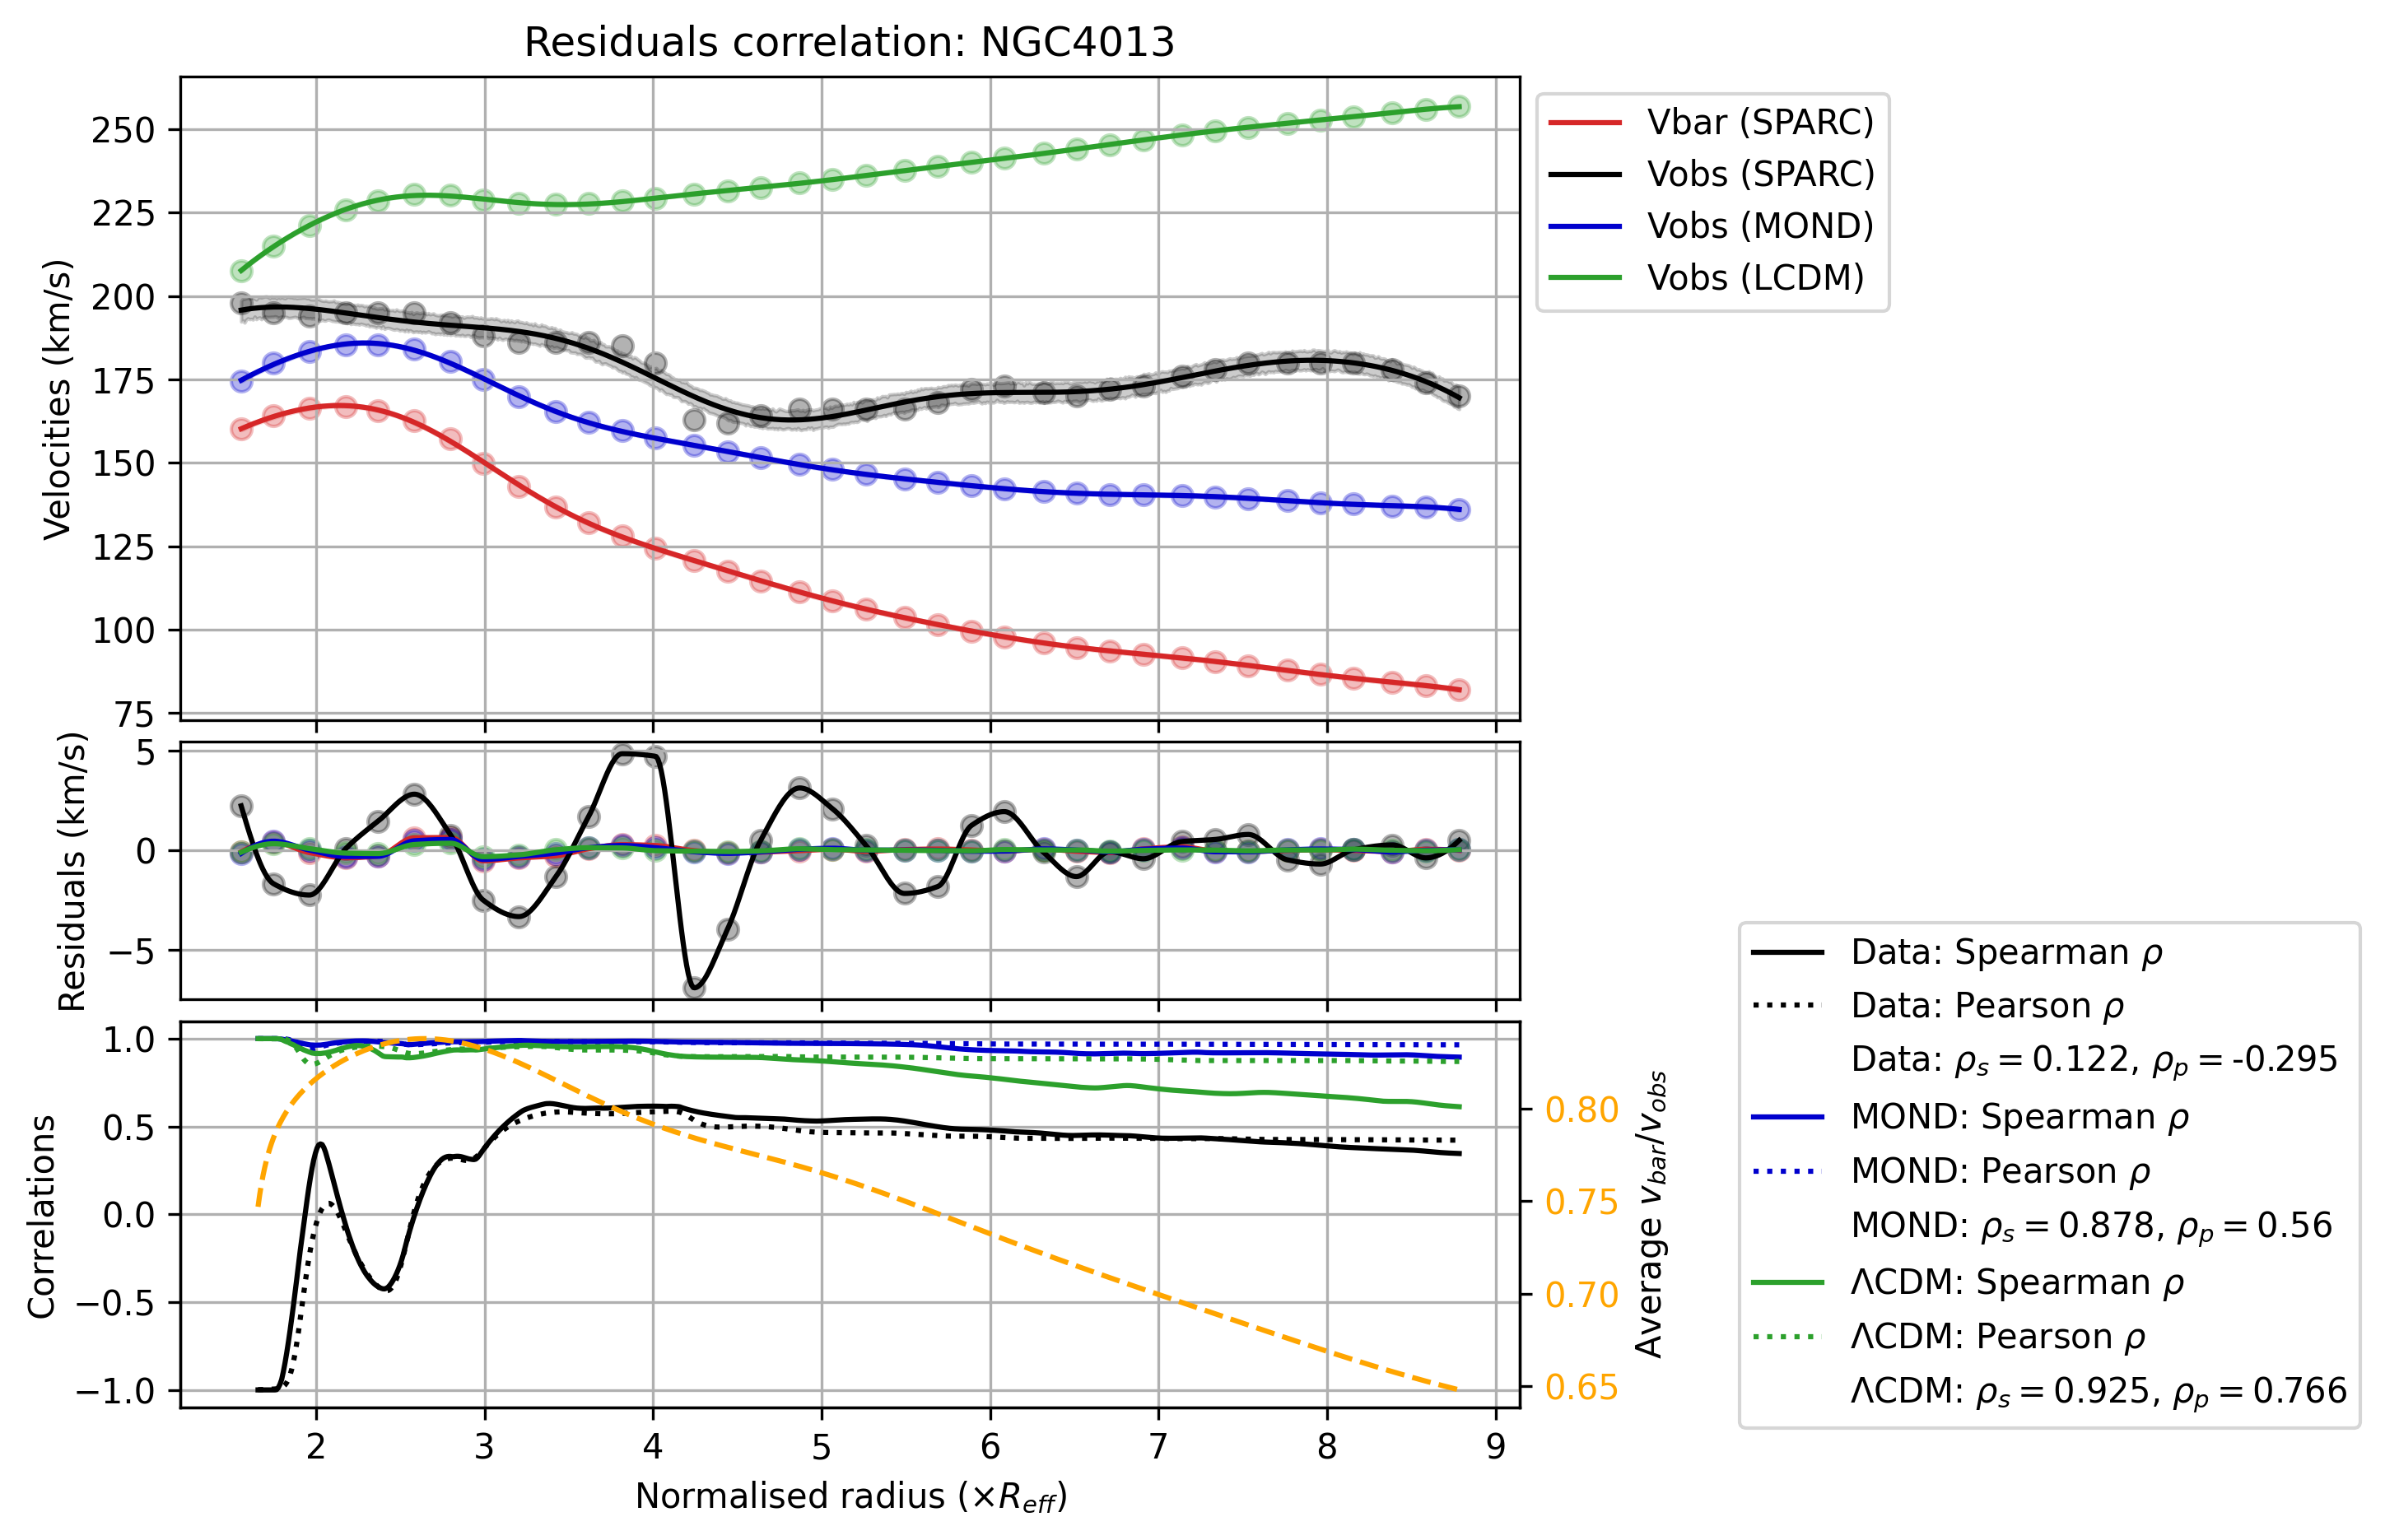 Residuals correlation: NGC4013
Velocities (km/s)
250
225
200
175
150
125
100
75
Vbar (SPARC)
Vobs (SPARC)
Vobs (MOND)
Vobs (LCDM)
Residuals (km/s)
5
0
−5
Correlations
1.0
0.5
0.0
−0.5
−1.0
0.80
0.75
0.70
0.65
Average v_bar/v_obs
2 3 4 5 6 7 8 9
Normalised radius (×R_eff)
Data: Spearman ρ
Data: Pearson ρ
Data: ρ_s = 0.122, ρ_p = -0.295
MOND: Spearman ρ
MOND: Pearson ρ
MOND: ρ_s = 0.878, ρ_p = 0.56
ΛCDM: Spearman ρ
ΛCDM: Pearson ρ
ΛCDM: ρ_s = 0.925, ρ_p = 0.766